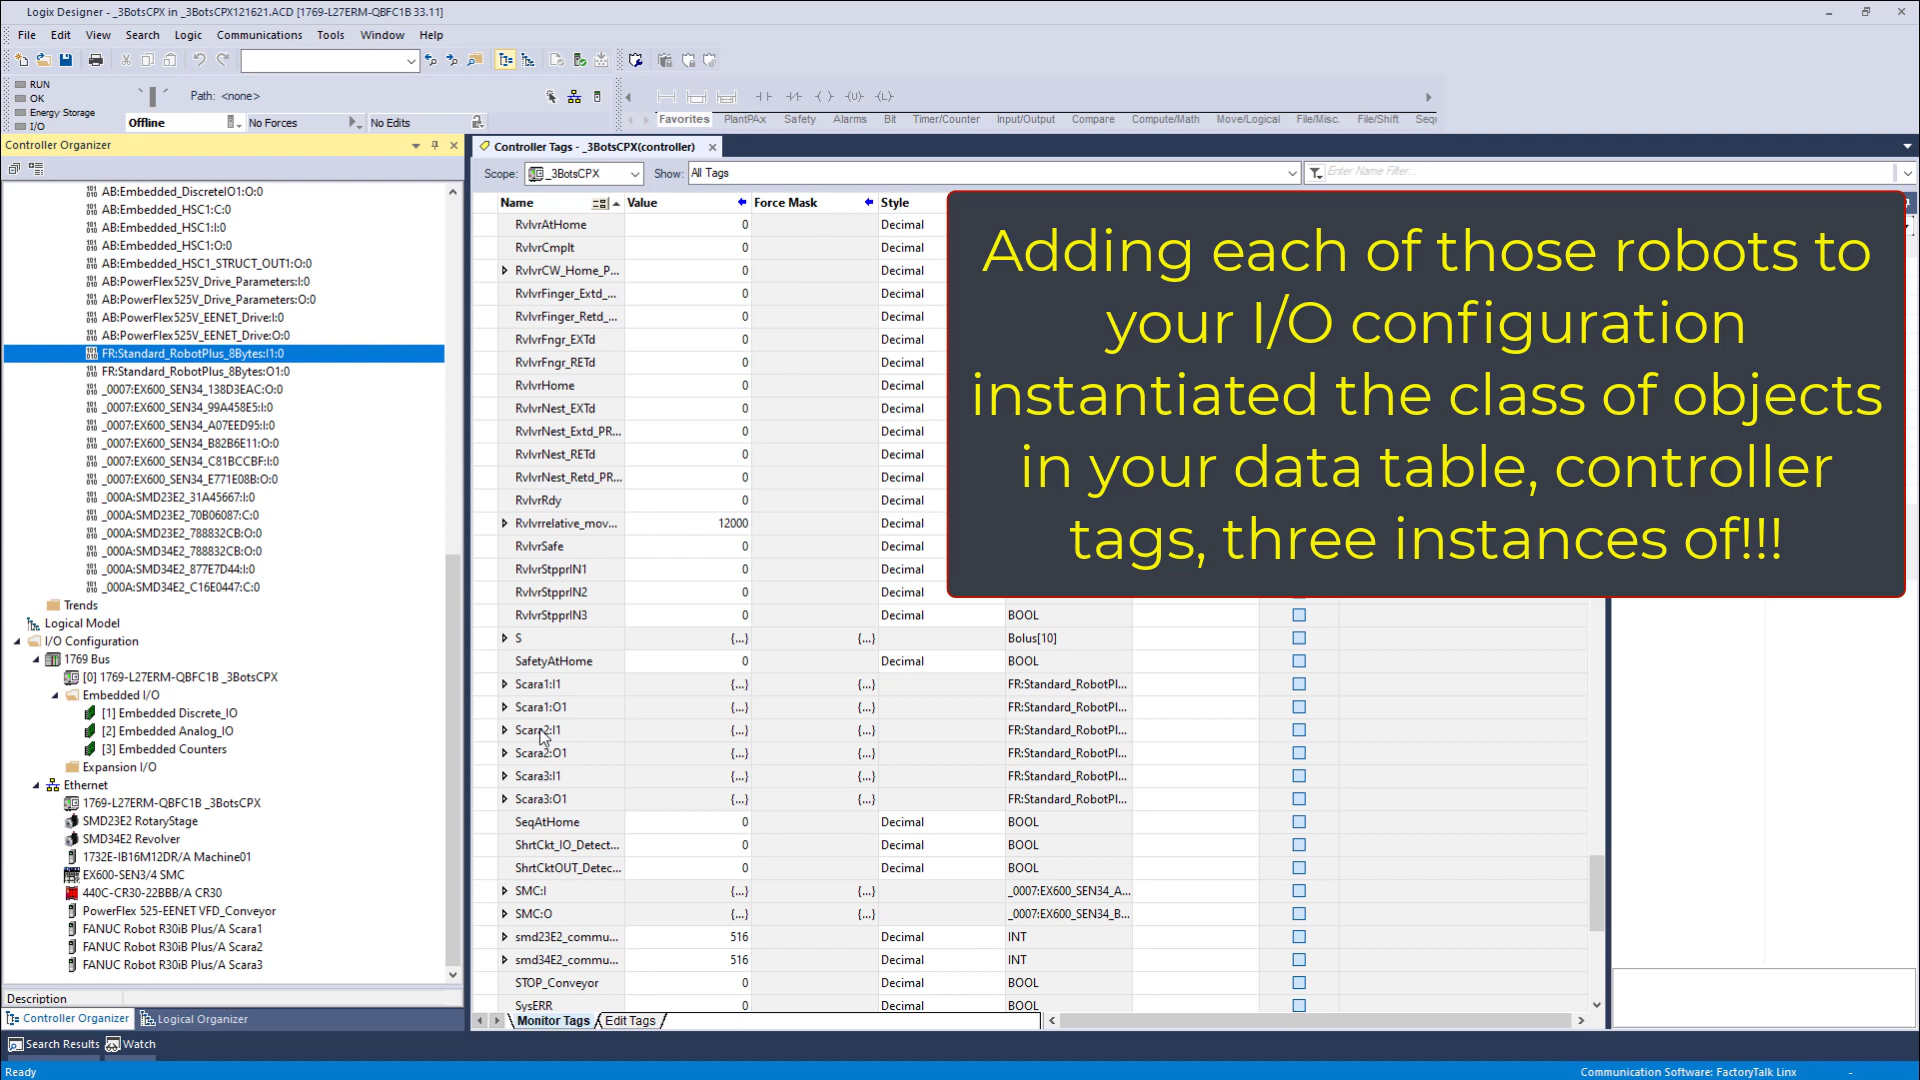 Logix Designer - _3BotsCPX in _3BotsCPX121621.ACD [1769-L27ERM-QBFC1B 33.11]
File Edit View Search Logic Communications Tools Window Help
RUN
OK
Energy Storage
I/O
Path: <none>
Offline
No Forces
No Edits
Favorites PlantPAx Safety Alarms Bit Timer/Counter Input/Output Compare Compute/Math Move/Logical File/Misc. File/Shift Sequ
Controller Organizer
AB:Embedded_DiscreteIO1:O:0
AB:Embedded_HSC1:C:0
AB:Embedded_HSC1:I:0
AB:Embedded_HSC1:O:0
AB:Embedded_HSC1_STRUCT_OUT1:O:0
AB:PowerFlex525V_Drive_Parameters:I:0
AB:PowerFlex525V_Drive_Parameters:O:0
AB:PowerFlex525V_EENET_Drive:I:0
AB:PowerFlex525V_EENET_Drive:O:0
FR:Standard_RobotPlus_8Bytes:I1:0
FR:Standard_RobotPlus_8Bytes:O1:0
_0007:EX600_SEN34_138D3EAC:O:0
_0007:EX600_SEN34_99A458E5:I:0
_0007:EX600_SEN34_A07EED95:I:0
_0007:EX600_SEN34_B82B6E11:O:0
_0007:EX600_SEN34_C81BCCBF:I:0
_0007:EX600_SEN34_E771E08B:O:0
_000A:SMD23E2_31A45667:I:0
_000A:SMD23E2_70B06087:C:0
_000A:SMD23E2_788832CB:O:0
_000A:SMD34E2_788832CB:O:0
_000A:SMD34E2_877E7D44:I:0
_000A:SMD34E2_C16E0447:C:0
Trends
Logical Model
I/O Configuration
1769 Bus
[0] 1769-L27ERM-QBFC1B _3BotsCPX
Embedded I/O
[1] Embedded Discrete_IO
[2] Embedded Analog_IO
[3] Embedded Counters
Expansion I/O
Ethernet
1769-L27ERM-QBFC1B _3BotsCPX
SMD23E2 RotaryStage
SMD34E2 Revolver
1732E-IB16M12DR/A Machine01
EX600-SEN3/4 SMC
440C-CR30-22BBB/A CR30
PowerFlex 525-EENET VFD_Conveyor
FANUC Robot R30iB Plus/A Scara1
FANUC Robot R30iB Plus/A Scara2
FANUC Robot R30iB Plus/A Scara3
Description
Controller Organizer Logical Organizer
Controller Tags - _3BotsCPX(controller)
Scope: _3BotsCPX Show: All Tags Enter Name Filter...
Name Value Force Mask Style
RvlvrAtHome 0 Decimal
RvlvrCmplt 0 Decimal
RvlvrCW_Home_P... 0 Decimal
RvlvrFinger_Extd_... 0 Decimal
RvlvrFinger_Retd_... 0 Decimal
RvlvrFngr_EXTd 0 Decimal
RvlvrFngr_RETd 0 Decimal
RvlvrHome 0 Decimal
RvlvrNest_EXTd 0 Decimal
RvlvrNest_Extd_PR... 0 Decimal
RvlvrNest_RETd 0 Decimal
RvlvrNest_Retd_PR... 0 Decimal
RvlvrRdy 0 Decimal
Rvlvrrelative_mov... 12000 Decimal
RvlvrSafe 0 Decimal
RvlvrStpprIN1 0 Decimal
RvlvrStpprIN2 0 Decimal
RvlvrStpprIN3 0 Decimal BOOL
S {...} {...} Bolus[10]
SafetyAtHome 0 Decimal BOOL
Scara1:I1 {...} {...} FR:Standard_RobotPl...
Scara1:O1 {...} {...} FR:Standard_RobotPl...
Scara2:I1 {...} {...} FR:Standard_RobotPl...
Scara2:O1 {...} {...} FR:Standard_RobotPl...
Scara3:I1 {...} {...} FR:Standard_RobotPl...
Scara3:O1 {...} {...} FR:Standard_RobotPl...
SeqAtHome 0 Decimal BOOL
ShrtCkt_IO_Detect... 0 Decimal BOOL
ShrtCktOUT_Detec... 0 Decimal BOOL
SMC:I {...} {...} _0007:EX600_SEN34_A...
SMC:O {...} {...} _0007:EX600_SEN34_B...
smd23E2_commu... 516 Decimal INT
smd34E2_commu... 516 Decimal INT
STOP_Conveyor 0 Decimal BOOL
SysERR 0 Decimal BOOL
Monitor Tags Edit Tags
Adding each of those robots to
your I/O configuration
instantiated the class of objects
in your data table, controller
tags, three instances of!!!
Search Results Watch
Ready
Communication Software: FactoryTalk Linx